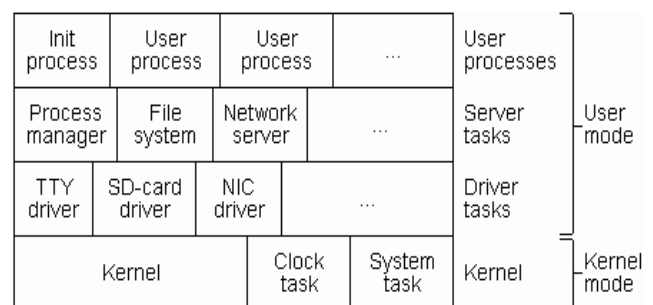 Init process
User process
User process
...
User processes
Process manager
File system
Network server
...
Server tasks
User mode
TTY driver
SD-card driver
NIC driver
...
Driver tasks
Kernel
Clock task
System task
Kernel
Kernel mode